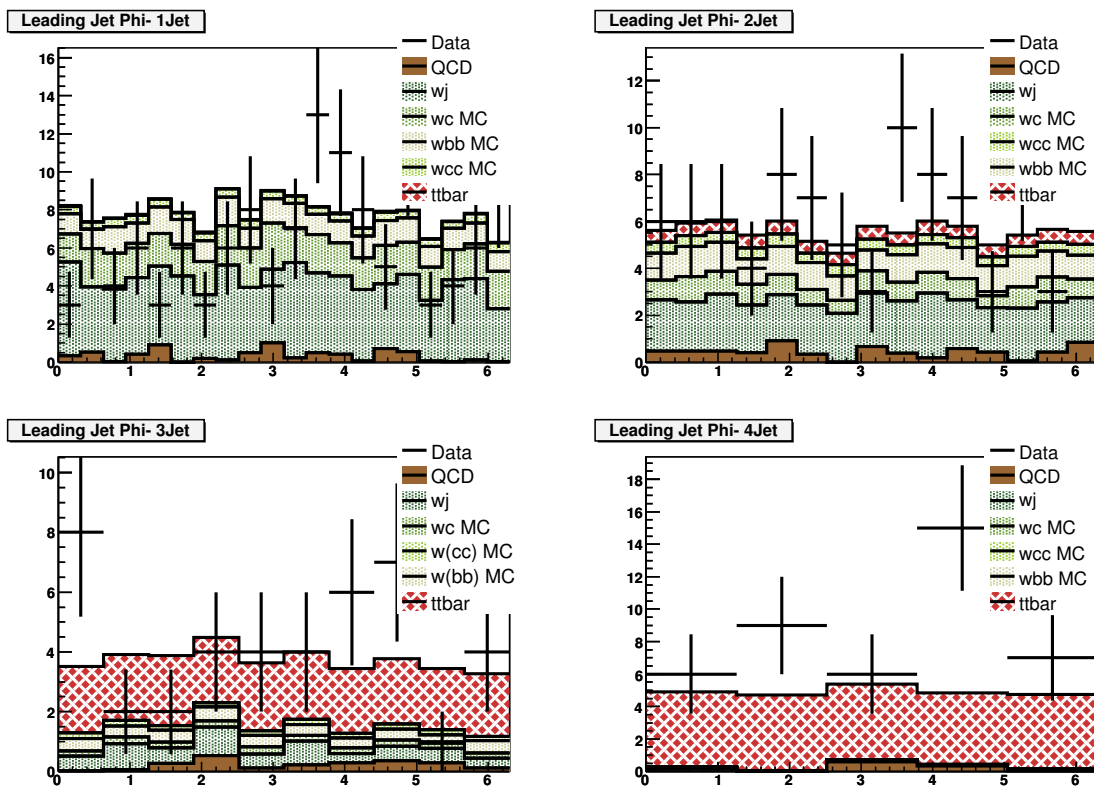 Leading Jet Phi- 1Jet
Data
QCD
wj
wc MC
wbb MC
wcc MC
ttbar
16
14
12
10
8
6
4
2
0
0 1 2 3 4 5 6
Leading Jet Phi- 2Jet
Data
QCD
wj
wc MC
wcc MC
wbb MC
ttbar
12
10
8
6
4
2
0
0 1 2 3 4 5 6
Leading Jet Phi- 3Jet
Data
QCD
wj
wc MC
w(cc) MC
w(bb) MC
ttbar
10
8
6
4
2
0
0 1 2 3 4 5 6
Leading Jet Phi- 4Jet
Data
QCD
wj
wc MC
wcc MC
wbb MC
ttbar
18
16
14
12
10
8
6
4
2
0
0 1 2 3 4 5 6